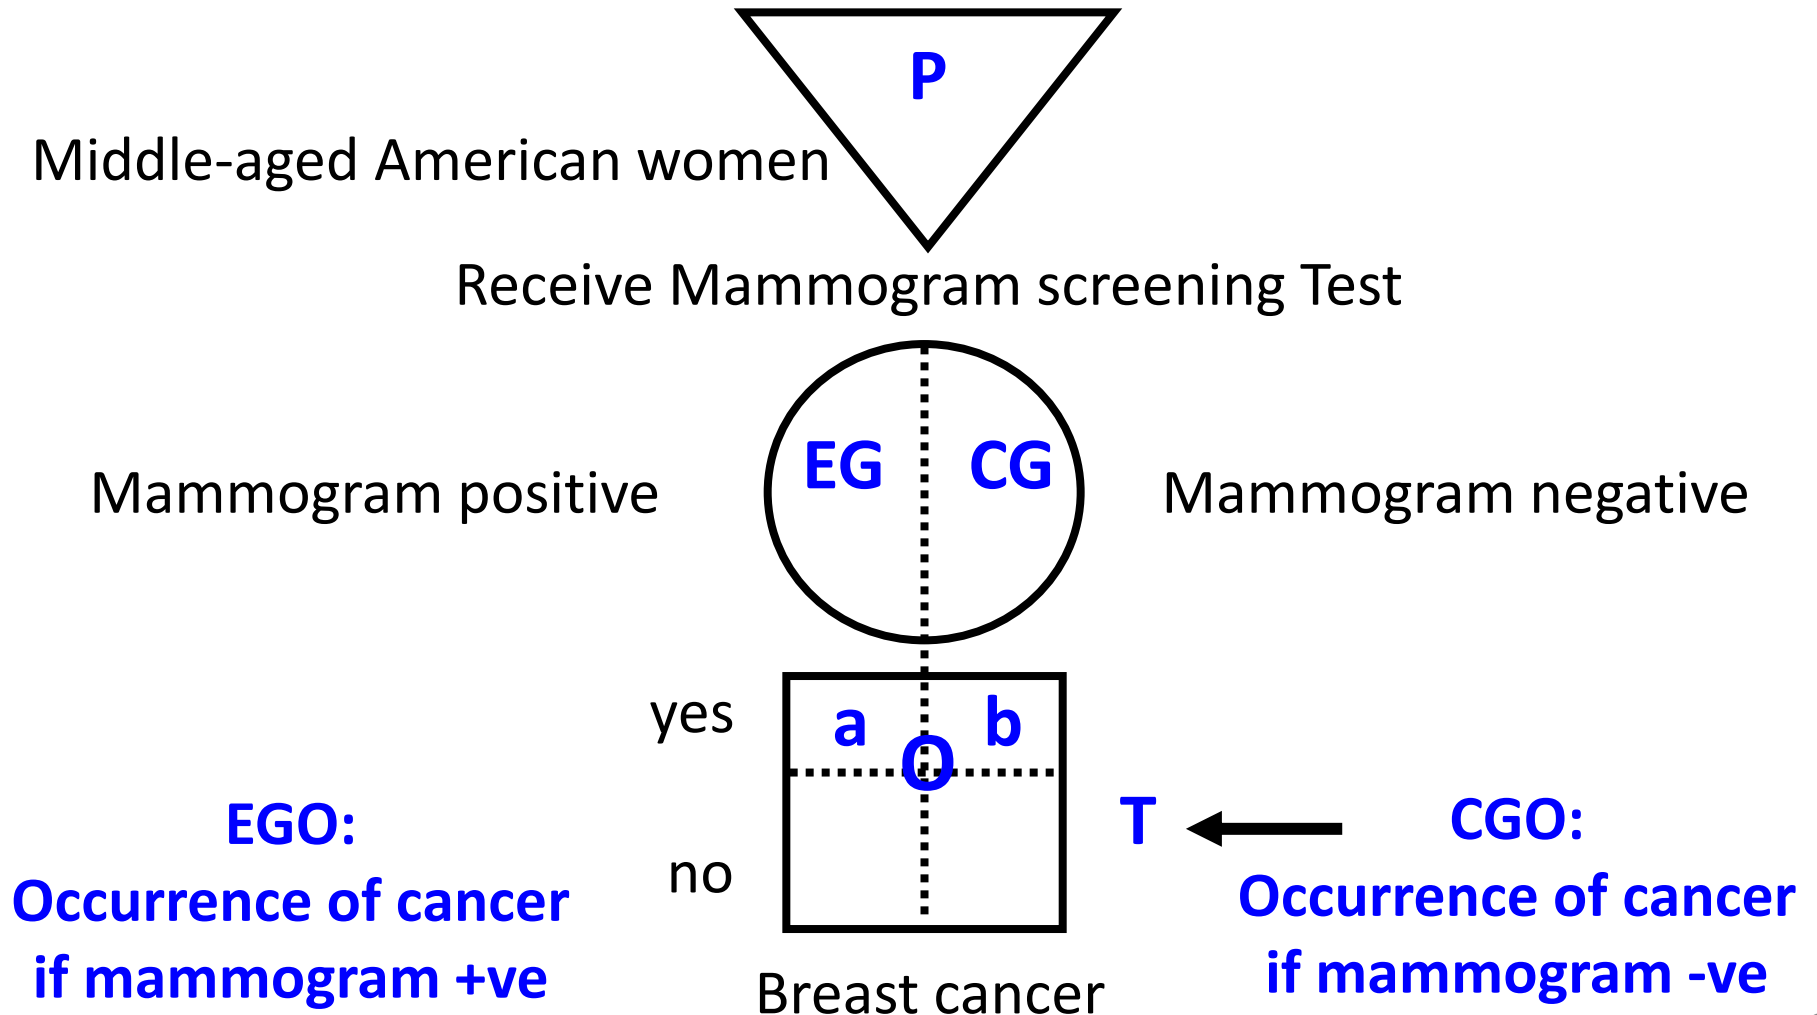 P
Middle-aged American women
Receive Mammogram screening Test
EG
CG
Mammogram positive
Mammogram negative
yes
a
b
O
no
T
EGO:
Occurrence of cancer
if mammogram +ve
CGO:
Occurrence of cancer
if mammogram -ve
Breast cancer